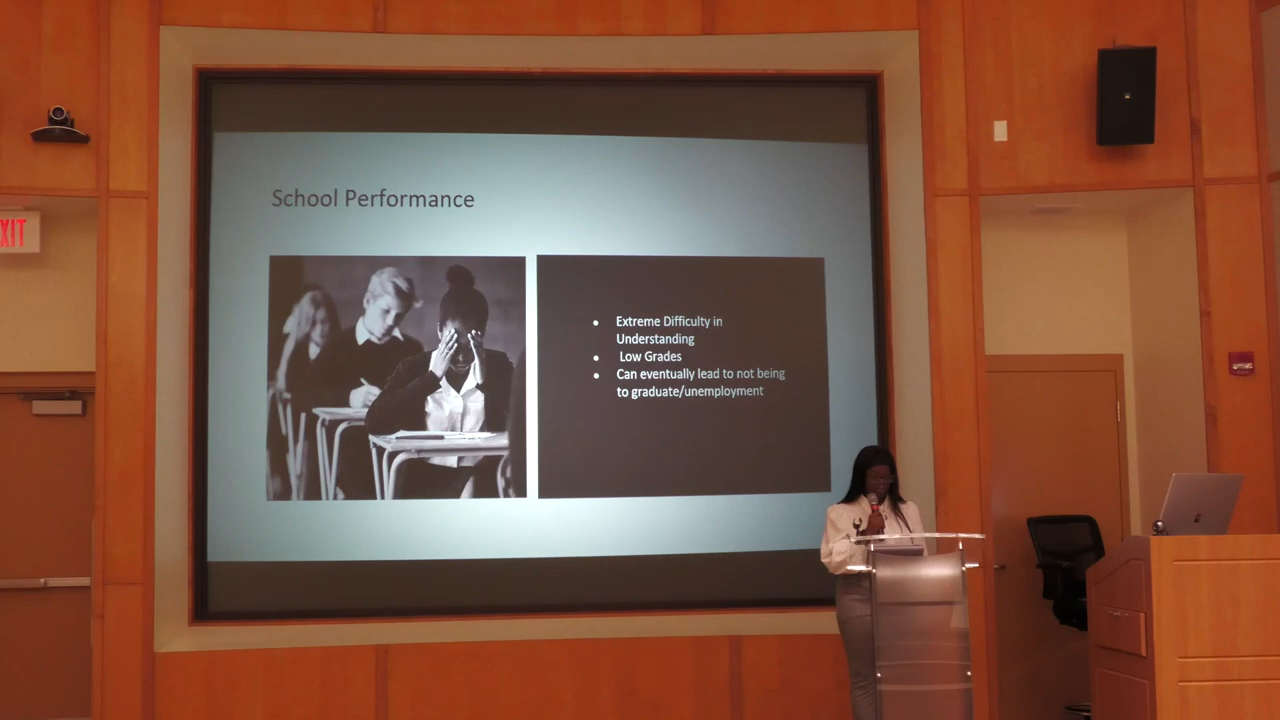 EXIT
School Performance
● Extreme Difficulty in
Understanding
● Low Grades
● Can eventually lead to not being
to graduate/unemployment